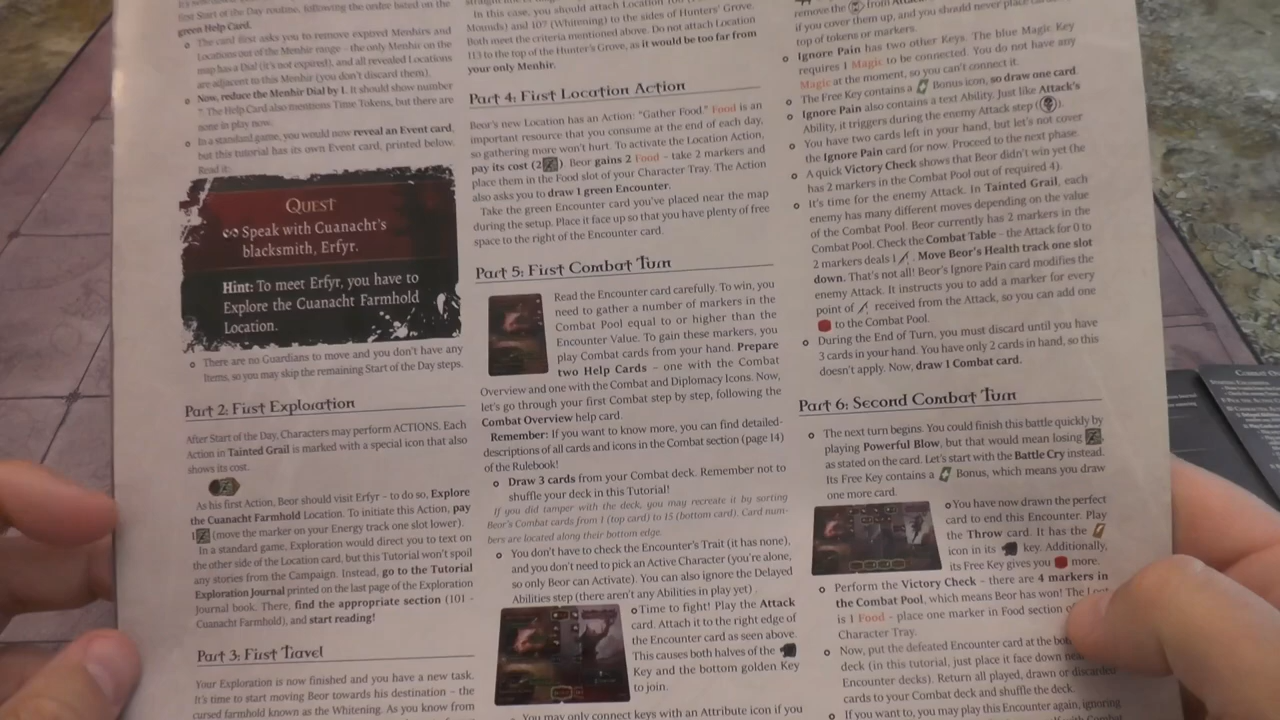 first Start of the Day routine, following the order listed on the
green Help Card.
The card first asks you to remove expired Menhirs and
Locations out of the Menhir range – the only Menhir on the
map has a Dial (it's not expired), and all revealed Locations
are adjacent to this Menhir (you don't discard them).
Now, reduce the Menhir Dial by 1. It should show number
7. The Help Card also mentions Time Tokens, but there are
none in play now.
In a standard game, you would now reveal an Event card,
but this tutorial has its own Event card, printed below.
Read it:
Quest
Speak with Cuanacht's
blacksmith, Erfyr.
Hint: To meet Erfyr, you have to
Explore the Cuanacht Farmhold
Location.
There are no Guardians to move and you don't have any
Items, so you may skip the remaining Start of the Day steps.
Part 2: First Exploration
After Start of the Day, Characters may perform ACTIONS. Each
Action in Tainted Grail is marked with a special icon that also
shows its cost.
As his first Action, Beor should visit Erfyr – to do so, Explore
the Cuanacht Farmhold Location. To initiate this Action, pay
1 (move the marker on your Energy track one slot lower).
In a standard game, Exploration would direct you to text on
the other side of the Location card, but this Tutorial won't spoil
any stories from the Campaign. Instead, go to the Tutorial
Exploration Journal printed on the last page of the Exploration
Journal book. There, find the appropriate section (101 -
Cuanacht Farmhold), and start reading!
Part 3: First Travel
Your Exploration is now finished and you have a new task.
It's time to start moving Beor towards his destination – the
cursed farmhold known as the Whitening. As you know from
In this case, you should attach Location
Mounds) and 107 (Whitening) to the sides of Hunters' Grove.
Both meet the criteria mentioned above. Do not attach Location
113 to the top of the Hunter's Grove, as it would be too far from
your only Menhir.
Part 4: First Location Action
Beor's new Location has an Action: "Gather Food." Food is an
important resource that you consume at the end of each day,
so gathering more won't hurt. To activate the Location Action,
pay its cost (2 ) Beor gains 2 Food - take 2 markers and
place them in the Food slot of your Character Tray. The Action
also asks you to draw 1 green Encounter.
Take the green Encounter card you've placed near the map
during the setup. Place it face up so that you have plenty of free
space to the right of the Encounter card.
Part 5: First Combat Turn
Read the Encounter card carefully. To win, you
need to gather a number of markers in the
Combat Pool equal to or higher than the
Encounter Value. To gain these markers, you
play Combat cards from your hand. Prepare
two Help Cards – one with the Combat
Overview and one with the Combat and Diplomacy Icons. Now,
let's go through your first Combat step by step, following the
Combat Overview help card.
Remember: If you want to know more, you can find detailed-
descriptions of all cards and icons in the Combat section (page 14)
of the Rulebook!
Draw 3 cards from your Combat deck. Remember not to
shuffle your deck in this Tutorial!
If you did tamper with the deck, you may recreate it by sorting
Beor's Combat cards from 1 (top card) to 15 (bottom card). Card num-
bers are located along their bottom edge.
You don't have to check the Encounter's Trait (it has none),
and you don't need to pick an Active Character (you're alone,
so only Beor can Activate). You can also ignore the Delayed
Abilities step (there aren't any Abilities in play yet) .
Time to fight! Play the Attack
card. Attach it to the right edge of
the Encounter card as seen above.
This causes both halves of the
Key and the bottom golden Key
to join.
You may only connect keys with an Attribute icon if you
remove the from
if you cover them up, and you should never place
top of tokens or markers.
Ignore Pain has two other Keys. The blue Magic Key
requires 1 Magic to be connected. You do not have any
Magic at the moment, so you can't connect it.
The Free Key contains a Bonus icon, so draw one card.
Ignore Pain also contains a text Ability. Just like Attack's
Ability, it triggers during the enemy Attack step ( ).
You have two cards left in your hand, but let's not cover
the Ignore Pain card for now. Proceed to the next phase.
A quick Victory Check shows that Beor didn't win yet (he
has 2 markers in the Combat Pool out of required 4).
It's time for the enemy Attack. In Tainted Grail, each
enemy has many different moves depending on the value
of the Combat Pool. Beor currently has 2 markers in the
Combat Pool. Check the Combat Table – the Attack for 0 to
2 markers deals 1 . Move Beor's Health track one slot
down. That's not all! Beor's Ignore Pain card modifies the
enemy Attack. It instructs you to add a marker for every
point of received from the Attack, so you can add one
to the Combat Pool.
During the End of Turn, you must discard until you have
3 cards in your hand. You have only 2 cards in hand, so this
doesn't apply. Now, draw 1 Combat card.
Part 6: Second Combat Turn
The next turn begins. You could finish this battle quickly by
playing Powerful Blow, but that would mean losing ,
as stated on the card. Let's start with the Battle Cry instead.
Its Free Key contains a Bonus, which means you draw
one more card.
You have now drawn the perfect
card to end this Encounter. Play
the Throw card. It has the
icon in its key. Additionally,
its Free Key gives you more.
Perform the Victory Check – there are 4 markers in
the Combat Pool, which means Beor has won! The
is 1 Food - place one marker in Food section
Character Tray.
Now, put the defeated Encounter card at the
deck (in this tutorial, just place it face down
Encounter decks). Return all played, drawn or discarded
cards to your Combat deck and shuffle the deck.
If you want to, you may play this Encounter again, ignoring